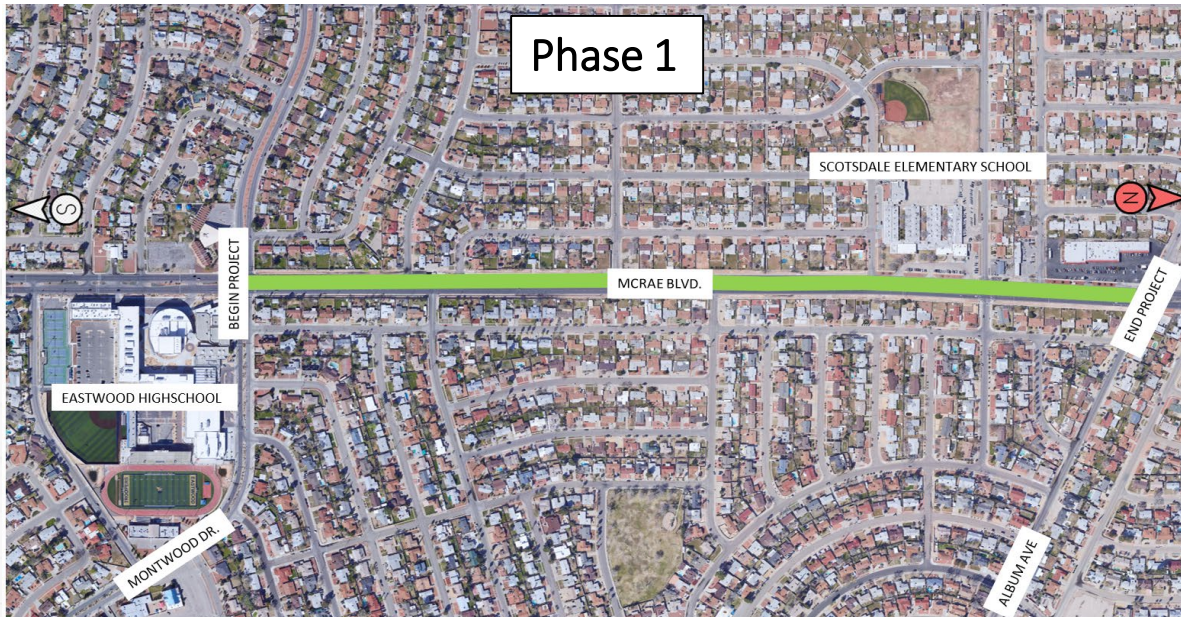 Phase 1
SCOTSDALE ELEMENTARY SCHOOL
S
N
BEGIN PROJECT
MCRAE BLVD.
END PROJECT
EASTWOOD HIGHSCHOOL
MONTWOOD DR.
ALBUM AVE